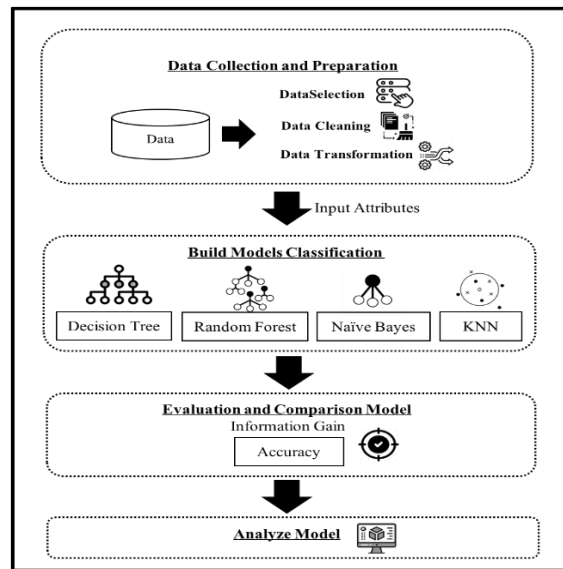 Data Collection and Preparation
DataSelection
Data
Data Cleaning
Data Transformation
Input Attributes
Build Models Classification
Decision Tree
Random Forest
Naïve Bayes
KNN
Evaluation and Comparison Model
Information Gain
Accuracy
Analyze Model